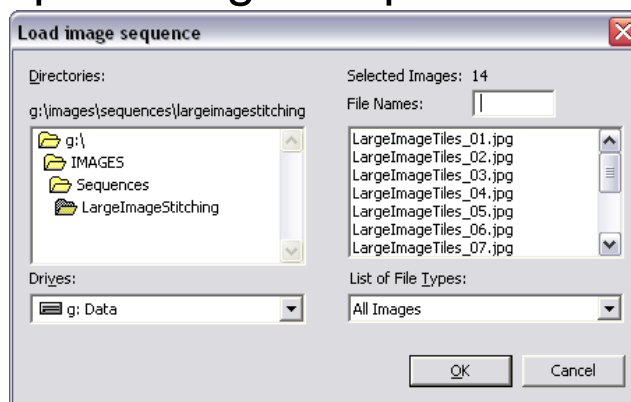 Load image sequence
Directories:
g:\images\sequences\largeimagestitching
g:\
IMAGES
Sequences
LargeImageStitching
Drives:
g: Data
Selected Images: 14
File Names:
LargeImageTiles_01.jpg
LargeImageTiles_02.jpg
LargeImageTiles_03.jpg
LargeImageTiles_04.jpg
LargeImageTiles_05.jpg
LargeImageTiles_06.jpg
LargeImageTiles_07.jpg
List of File Types:
All Images
OK
Cancel